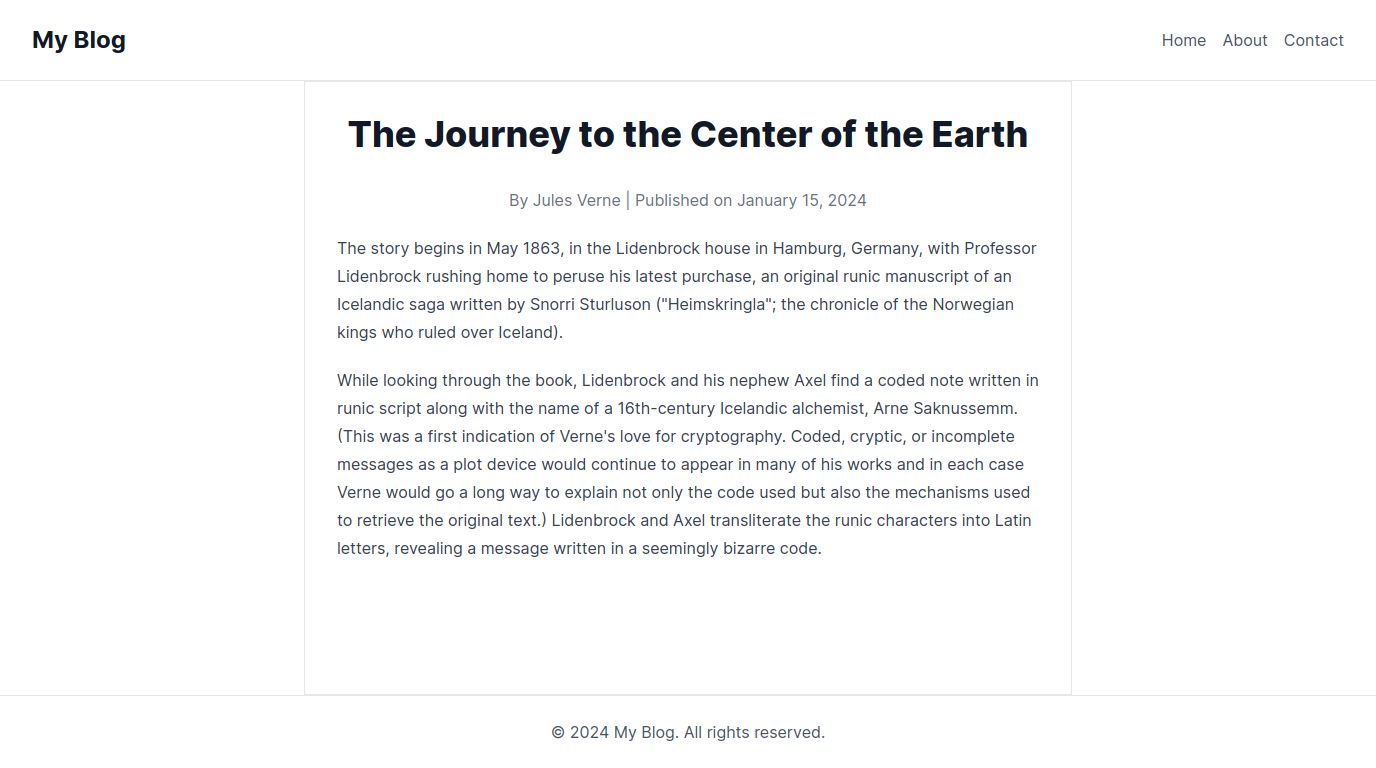 My Blog
Home About Contact
The Journey to the Center of the Earth
By Jules Verne | Published on January 15, 2024
The story begins in May 1863, in the Lidenbrock house in Hamburg, Germany, with Professor
Lidenbrock rushing home to peruse his latest purchase, an original runic manuscript of an
Icelandic saga written by Snorri Sturluson ("Heimskringla"; the chronicle of the Norwegian
kings who ruled over Iceland).
While looking through the book, Lidenbrock and his nephew Axel find a coded note written in
runic script along with the name of a 16th-century Icelandic alchemist, Arne Saknussemm.
(This was a first indication of Verne's love for cryptography. Coded, cryptic, or incomplete
messages as a plot device would continue to appear in many of his works and in each case
Verne would go a long way to explain not only the code used but also the mechanisms used
to retrieve the original text.) Lidenbrock and Axel transliterate the runic characters into Latin
letters, revealing a message written in a seemingly bizarre code.
© 2024 My Blog. All rights reserved.